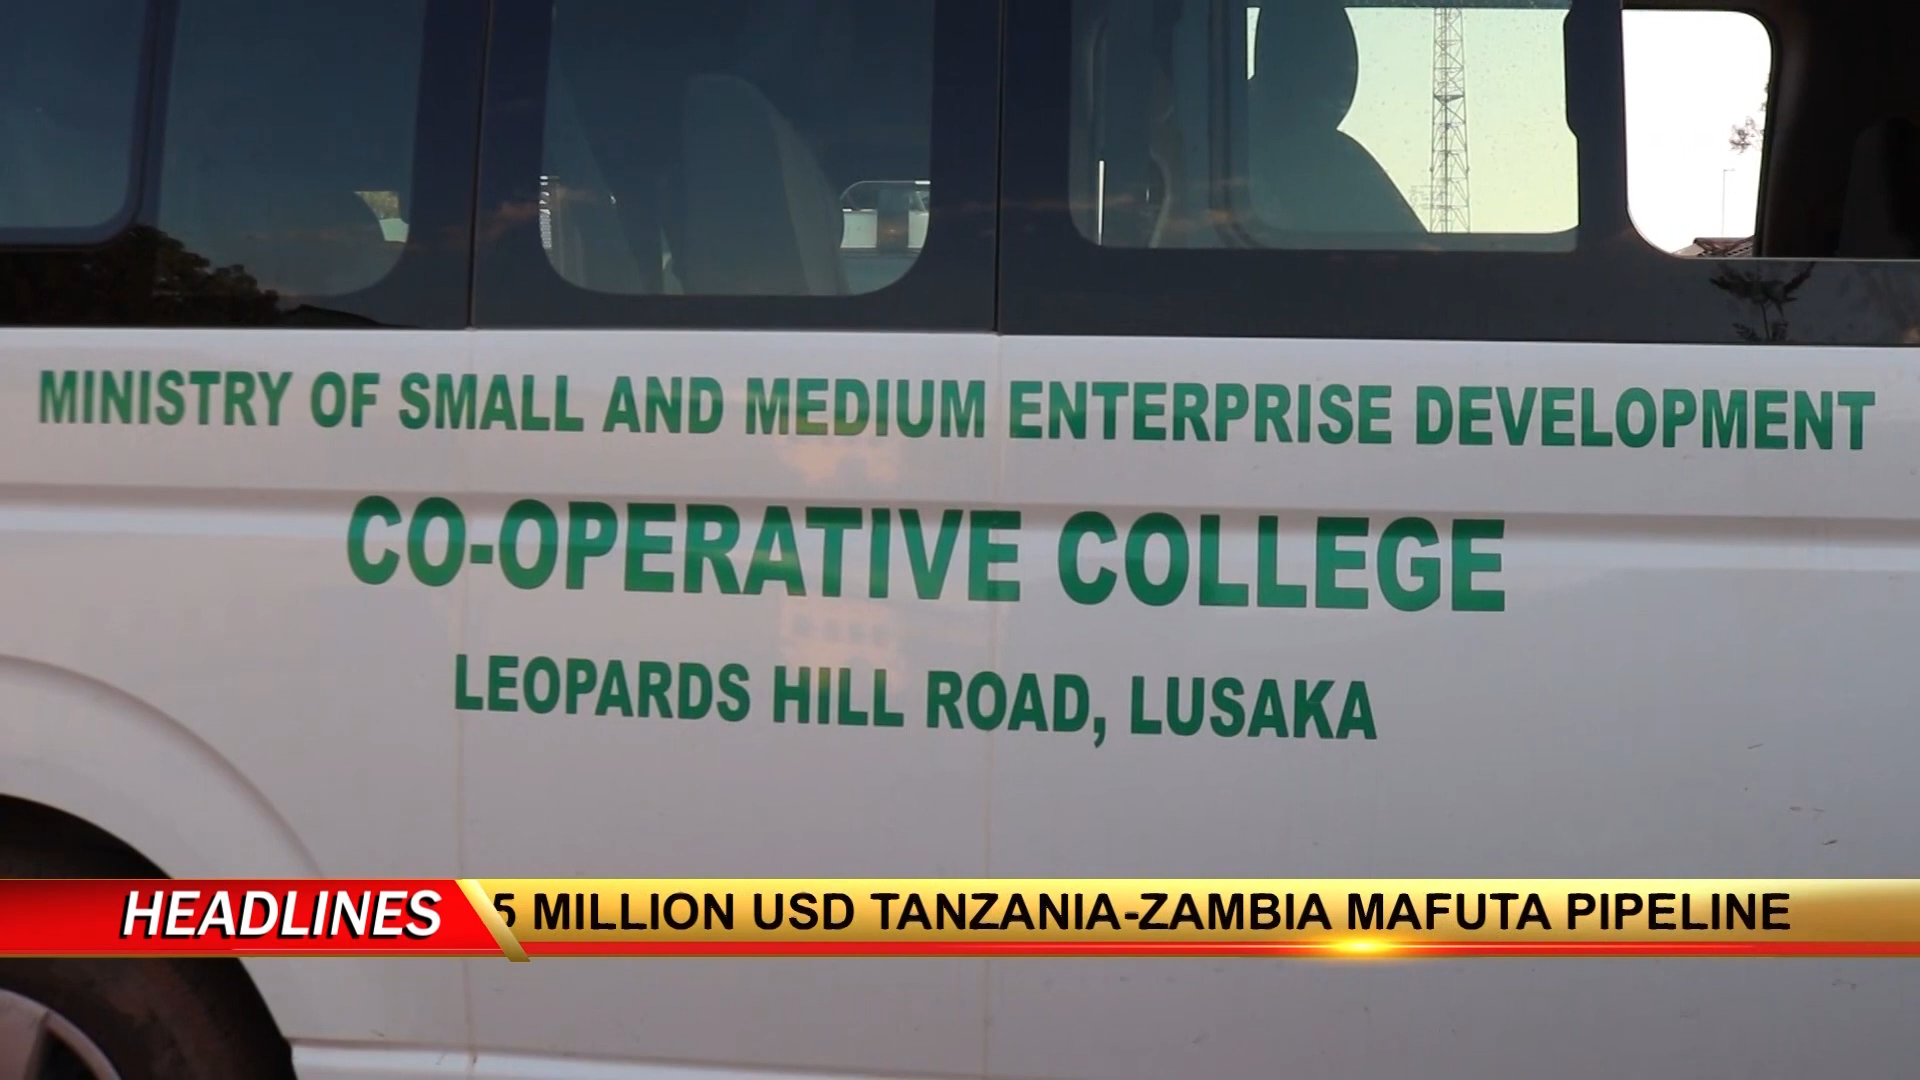 MINISTRY OF SMALL AND MEDIUM ENTERPRISE DEVELOPMENT
CO-OPERATIVE COLLEGE
LEOPARDS HILL ROAD, LUSAKA
HEADLINES
5 MILLION USD TANZANIA-ZAMBIA MAFUTA PIPELINE